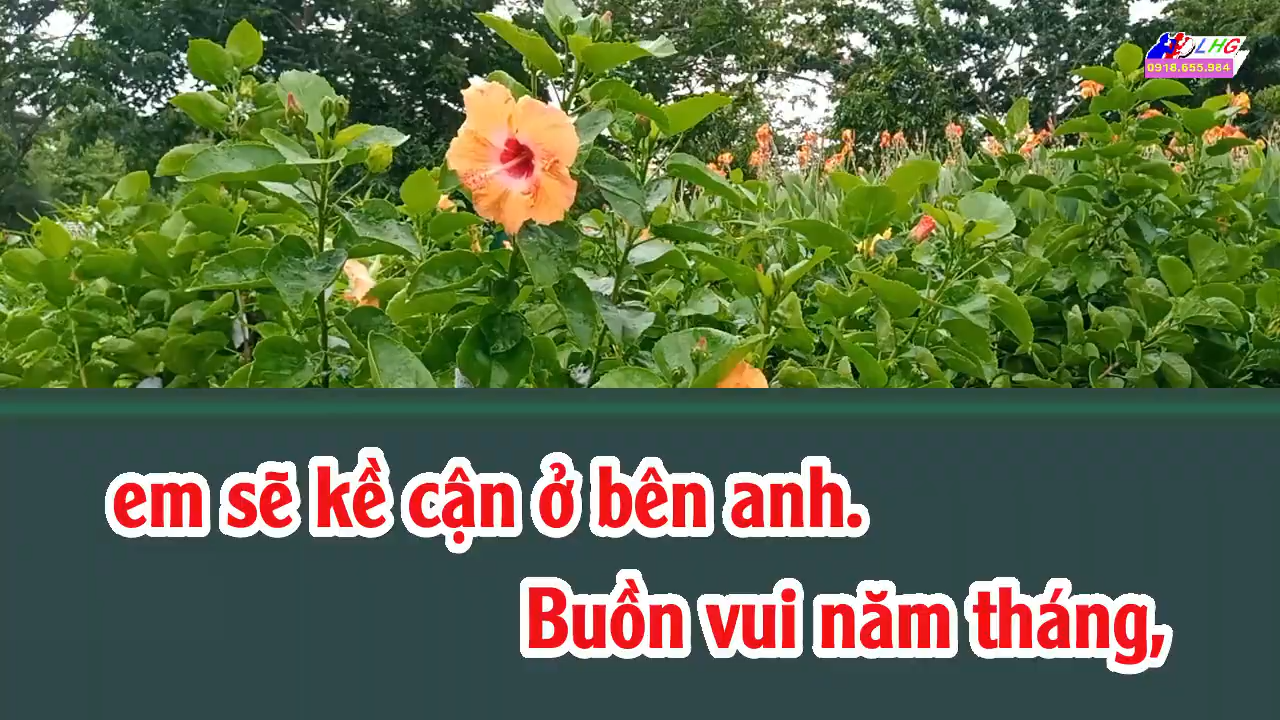 LHG
0918.655.984
em sẽ kề cận ở bên anh.
Buồn vui năm tháng,